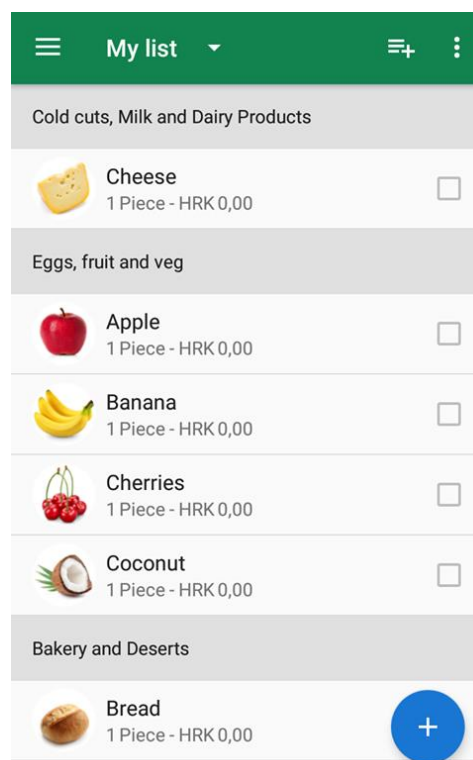 My list
Cold cuts, Milk and Dairy Products
Cheese
1 Piece - HRK 0,00
Eggs, fruit and veg
Apple
1 Piece - HRK 0,00
Banana
1 Piece - HRK 0,00
Cherries
1 Piece - HRK 0,00
Coconut
1 Piece - HRK 0,00
Bakery and Deserts
Bread
1 Piece - HRK 0,00